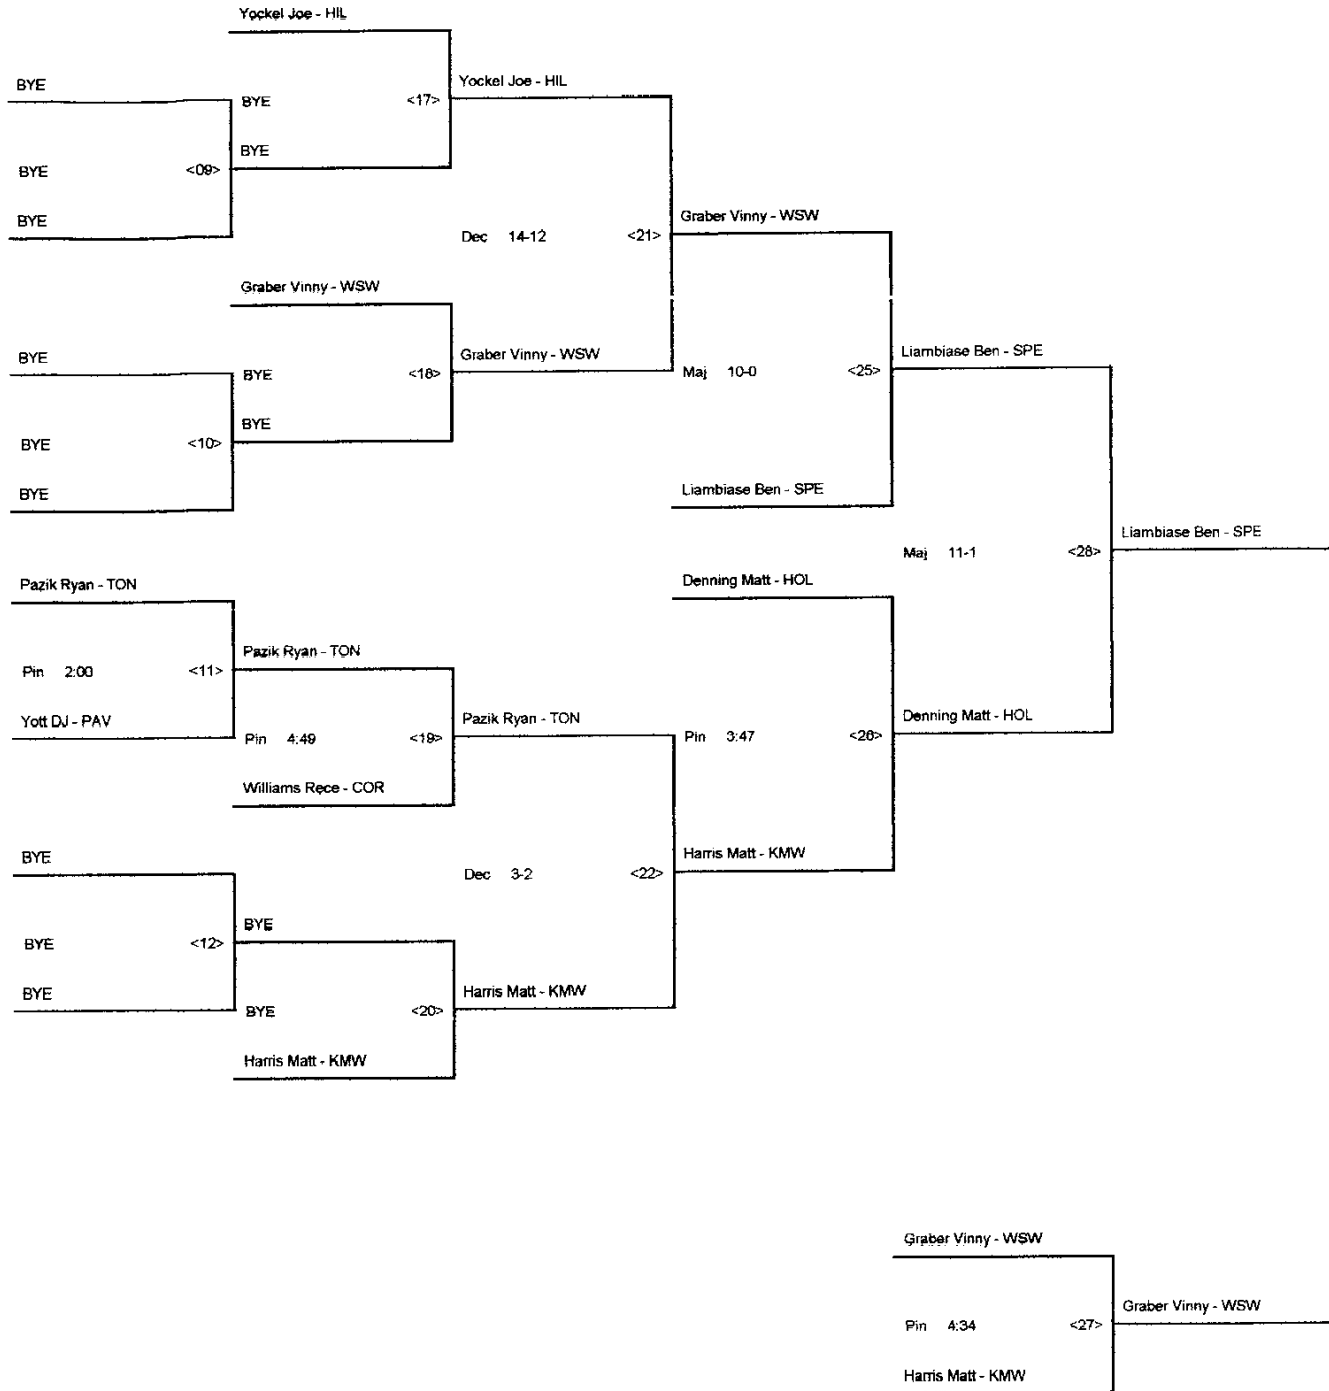 Yockel Joe - HIL
BYE
Yockel Joe - HIL
BYE
<17>
BYE
BYE
<09>
BYE
Graber Vinny - WSW
Dec 14-12
<21>
Graber Vinny - WSW
BYE
Graber Vinny - WSW
Liambiase Ben - SPE
BYE
<18>
Maj 10-0
<25>
BYE
BYE
<10>
BYE
Liambiase Ben - SPE
Liambiase Ben - SPE
Maj 11-1
<28>
Pazik Ryan - TON
Denning Matt - HOL
Pazik Ryan - TON
Pin 2:00
<11>
Yott DJ - PAV
Pazik Ryan - TON
Denning Matt - HOL
Pin 4:49
<19>
Pin 3:47
<26>
Williams Rece - COR
BYE
Harris Matt - KMW
Dec 3-2
<22>
BYE
BYE
<12>
BYE
Harris Matt - KMW
BYE
<20>
Harris Matt - KMW
Graber Vinny - WSW
Graber Vinny - WSW
Pin 4:34
<27>
Harris Matt - KMW